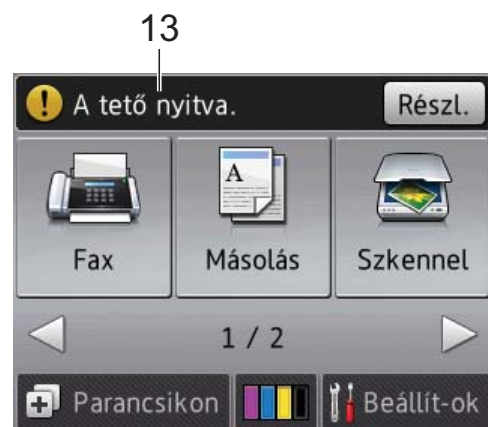 13
A tető nyitva. Részl.
Fax Másolás Szkennel
1 / 2
Parancsikon Beállít-ok